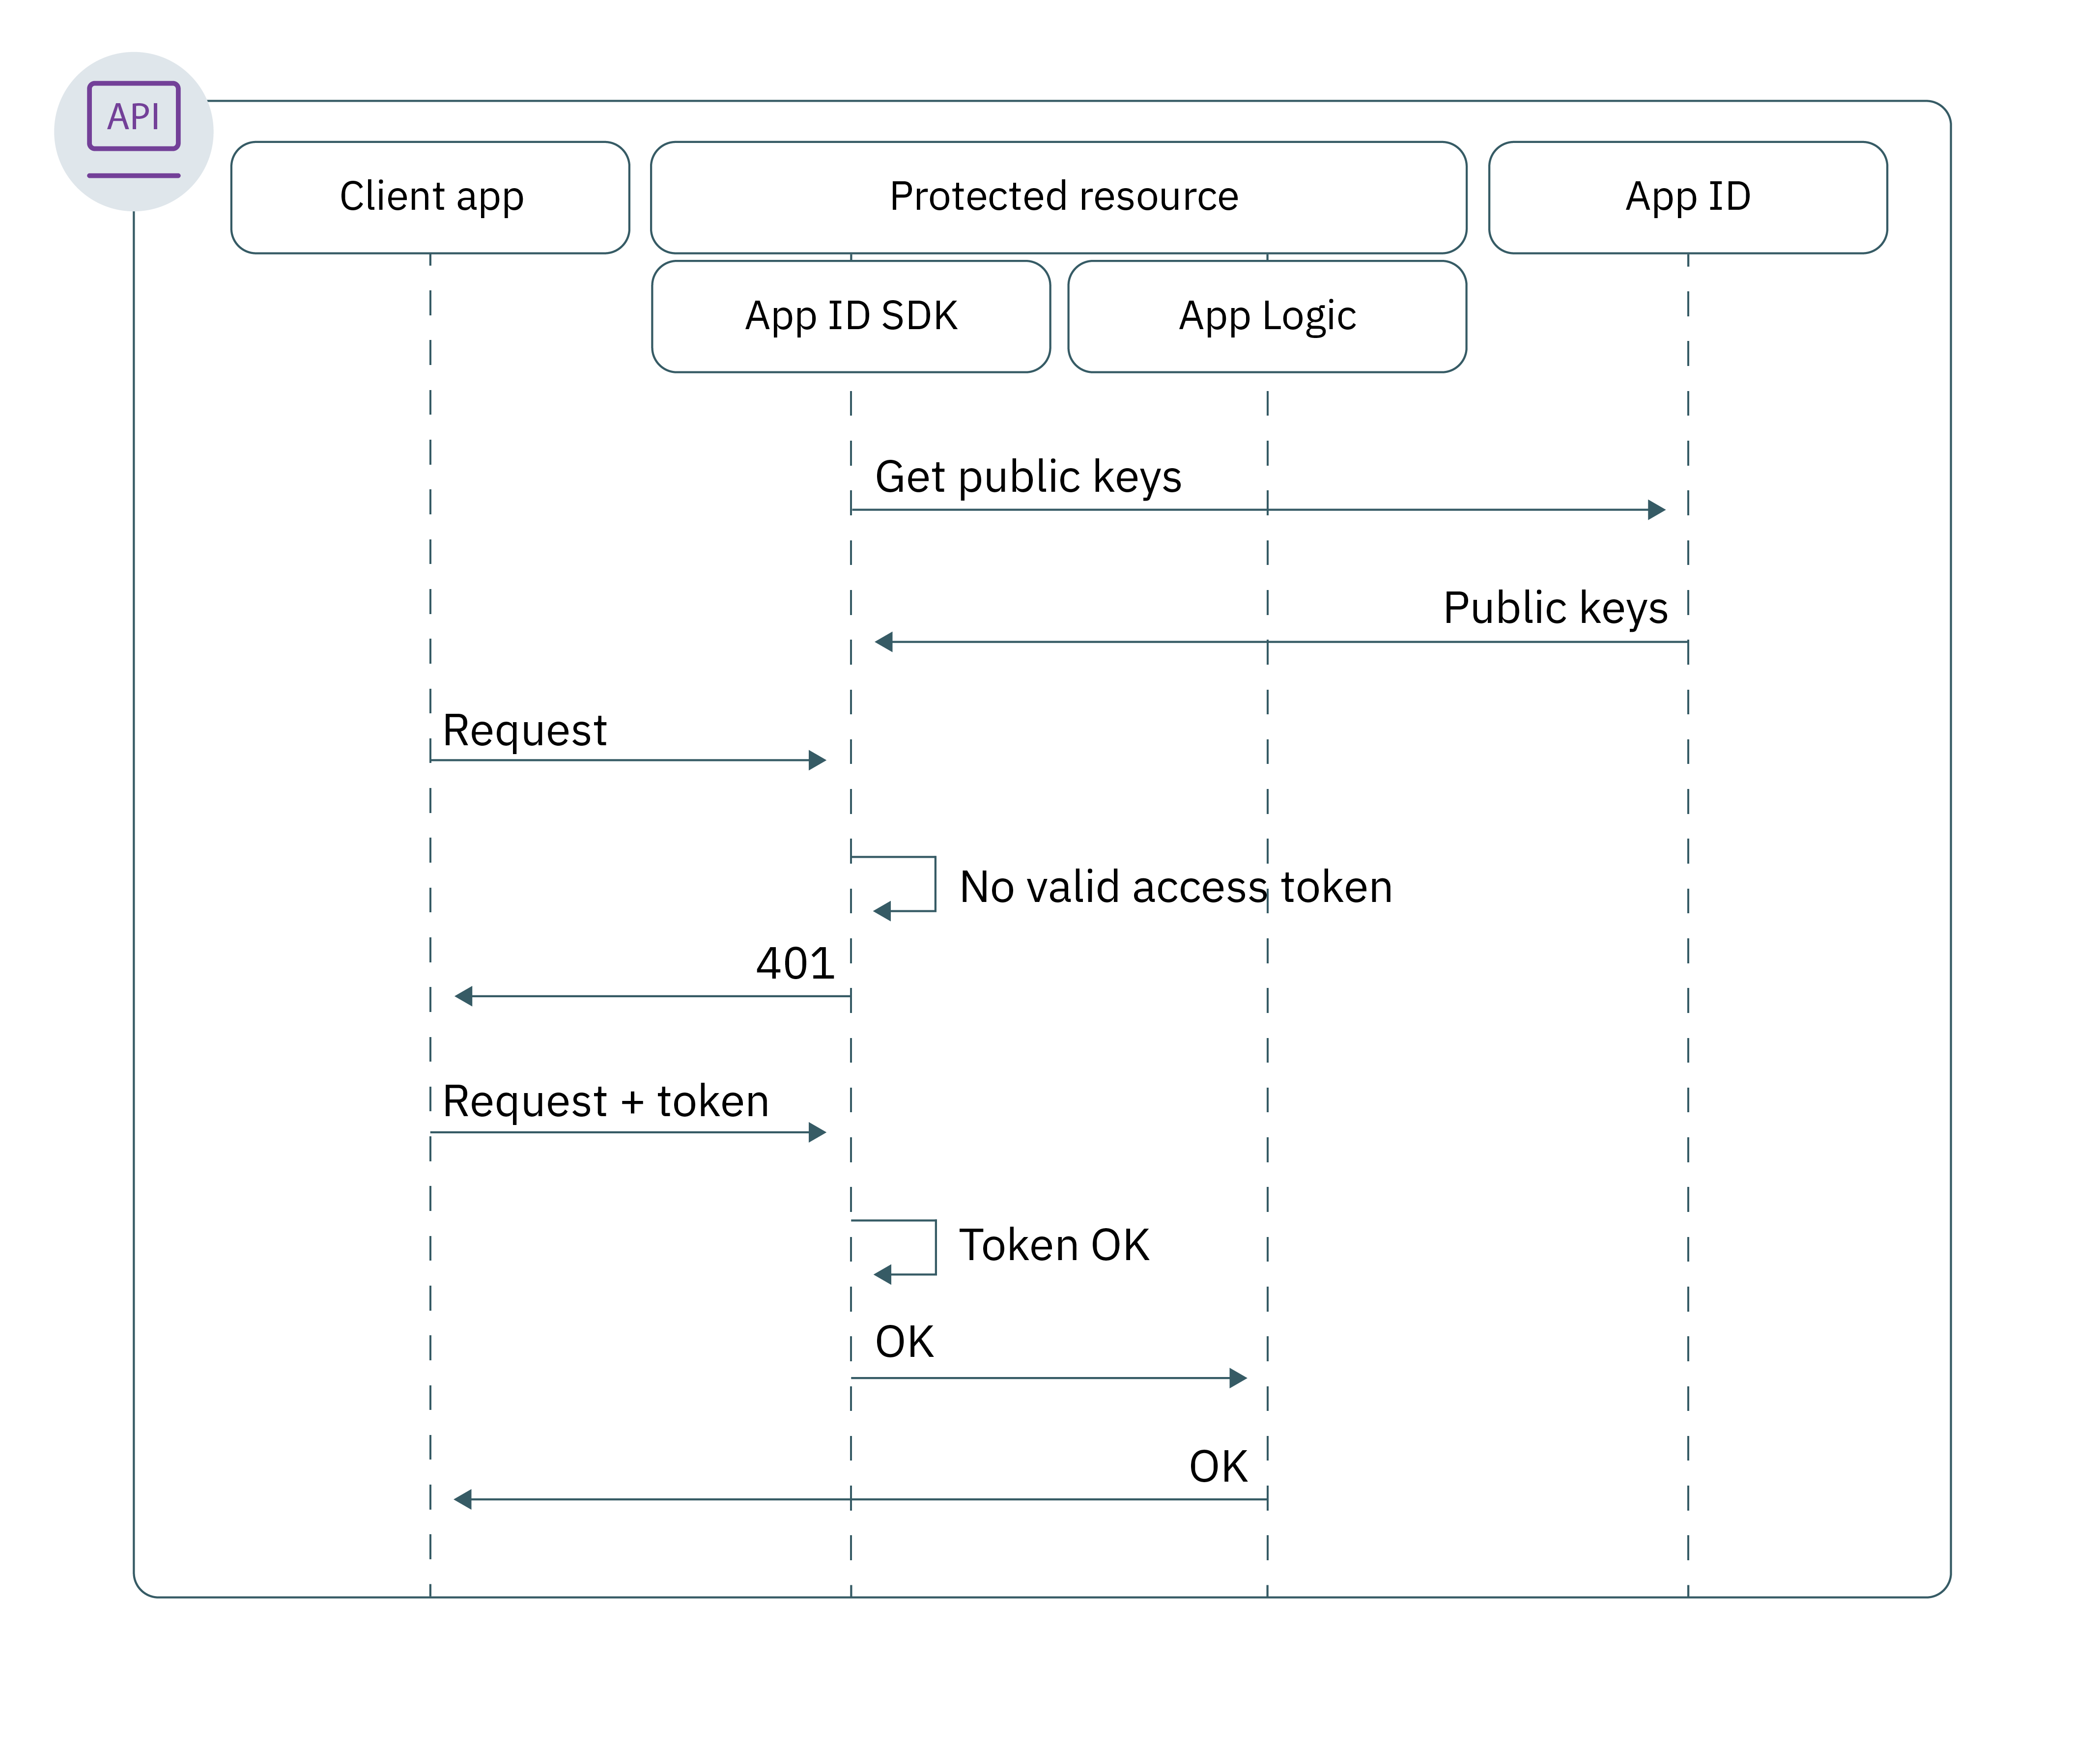 API
Client app
Protected resource
App ID
App ID SDK
App Logic
Get public keys
Public keys
Request
No valid access token
401
Request + token
Token OK
OK
OK